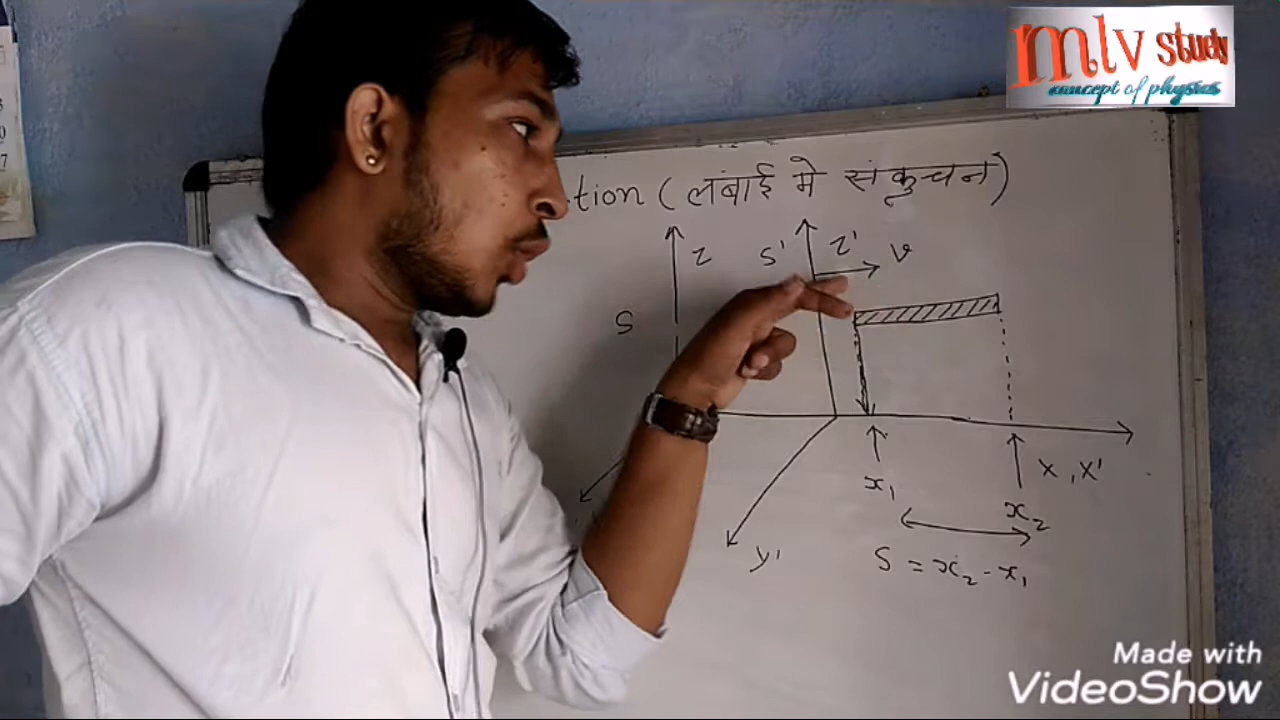 mlv study
concept of physics
tion (लंबाई मे संकुचन)
z
S'
z'
v
S
x₁
x₂
X, X'
y'
S = x₂ - x₁
Made with
VideoShow